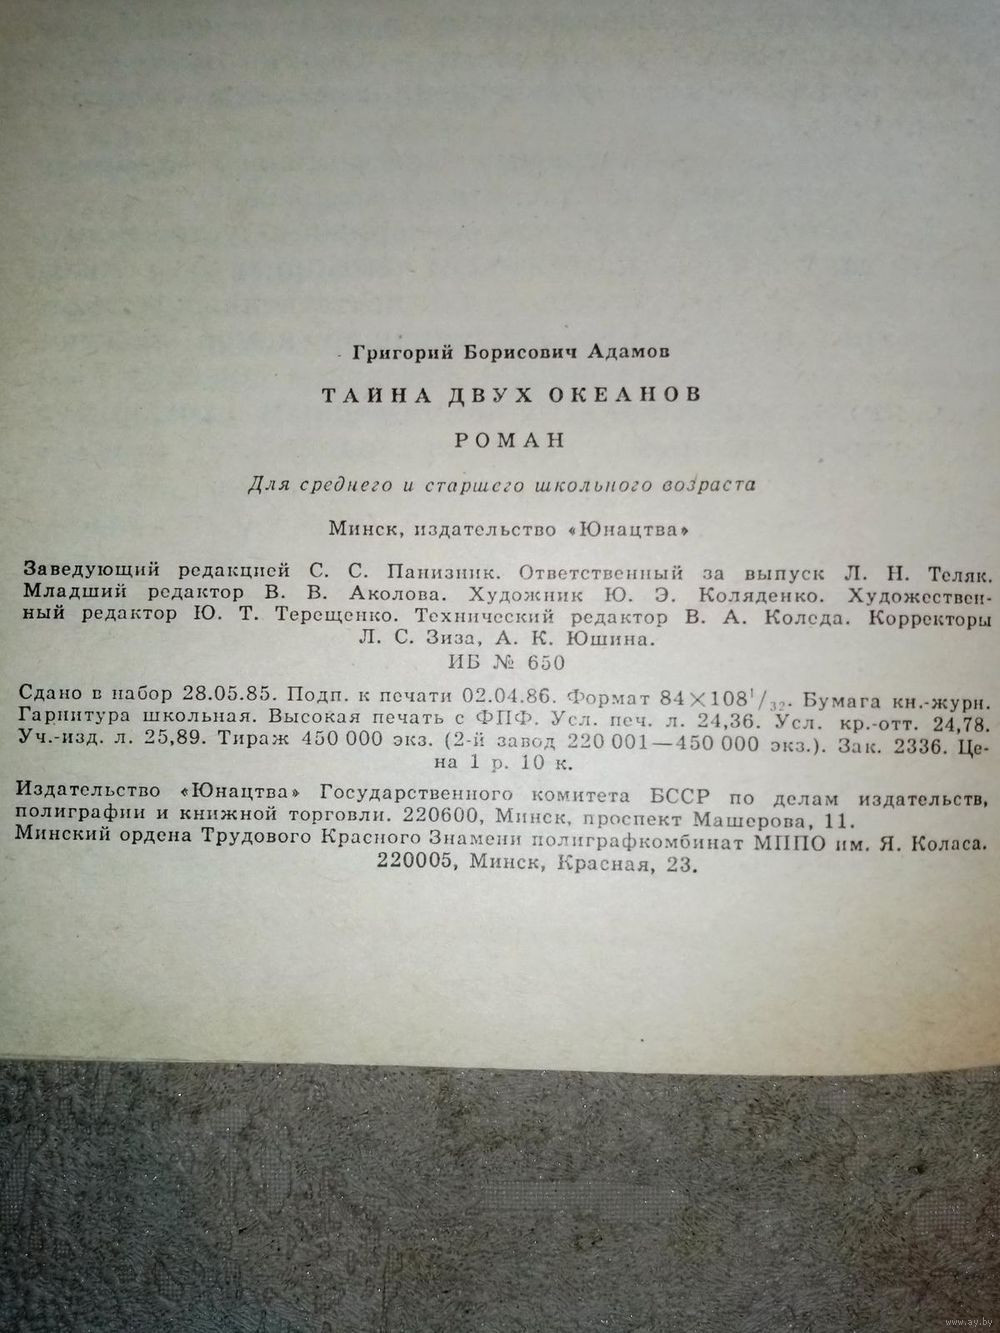 Григорий Борисович Адамов
ТАЙНА ДВУХ ОКЕАНОВ
РОМАН
Для среднего и старшего школьного возраста
Минск, издательство «Юнацтва»
Заведующий редакцией С. С. Панизник. Ответственный за выпуск Л. Н. Теляк.
Младший редактор В. В. Аколова. Художник Ю. Э. Коляденко. Художествен-
ный редактор Ю. Т. Терещенко. Технический редактор В. А. Коледа. Корректоры
Л. С. Зиза, А. К. Юшина.
ИБ № 650
Сдано в набор 28.05.85. Подп. к печати 02.04.86. Формат 84×108¹/₃₂. Бумага кн.-журн.
Гарнитура школьная. Высокая печать с ФПФ. Усл. печ. л. 24,36. Усл. кр.-отт. 24,78.
Уч.-изд. л. 25,89. Тираж 450 000 экз. (2-й завод 220 001—450 000 экз.). Зак. 2336. Це-
на 1 р. 10 к.
Издательство «Юнацтва» Государственного комитета БССР по делам издательств,
полиграфии и книжной торговли. 220600, Минск, проспект Машерова, 11.
Минский ордена Трудового Красного Знамени полиграфкомбинат МППО им. Я. Коласа.
220005, Минск, Красная, 23.
www.ay.by